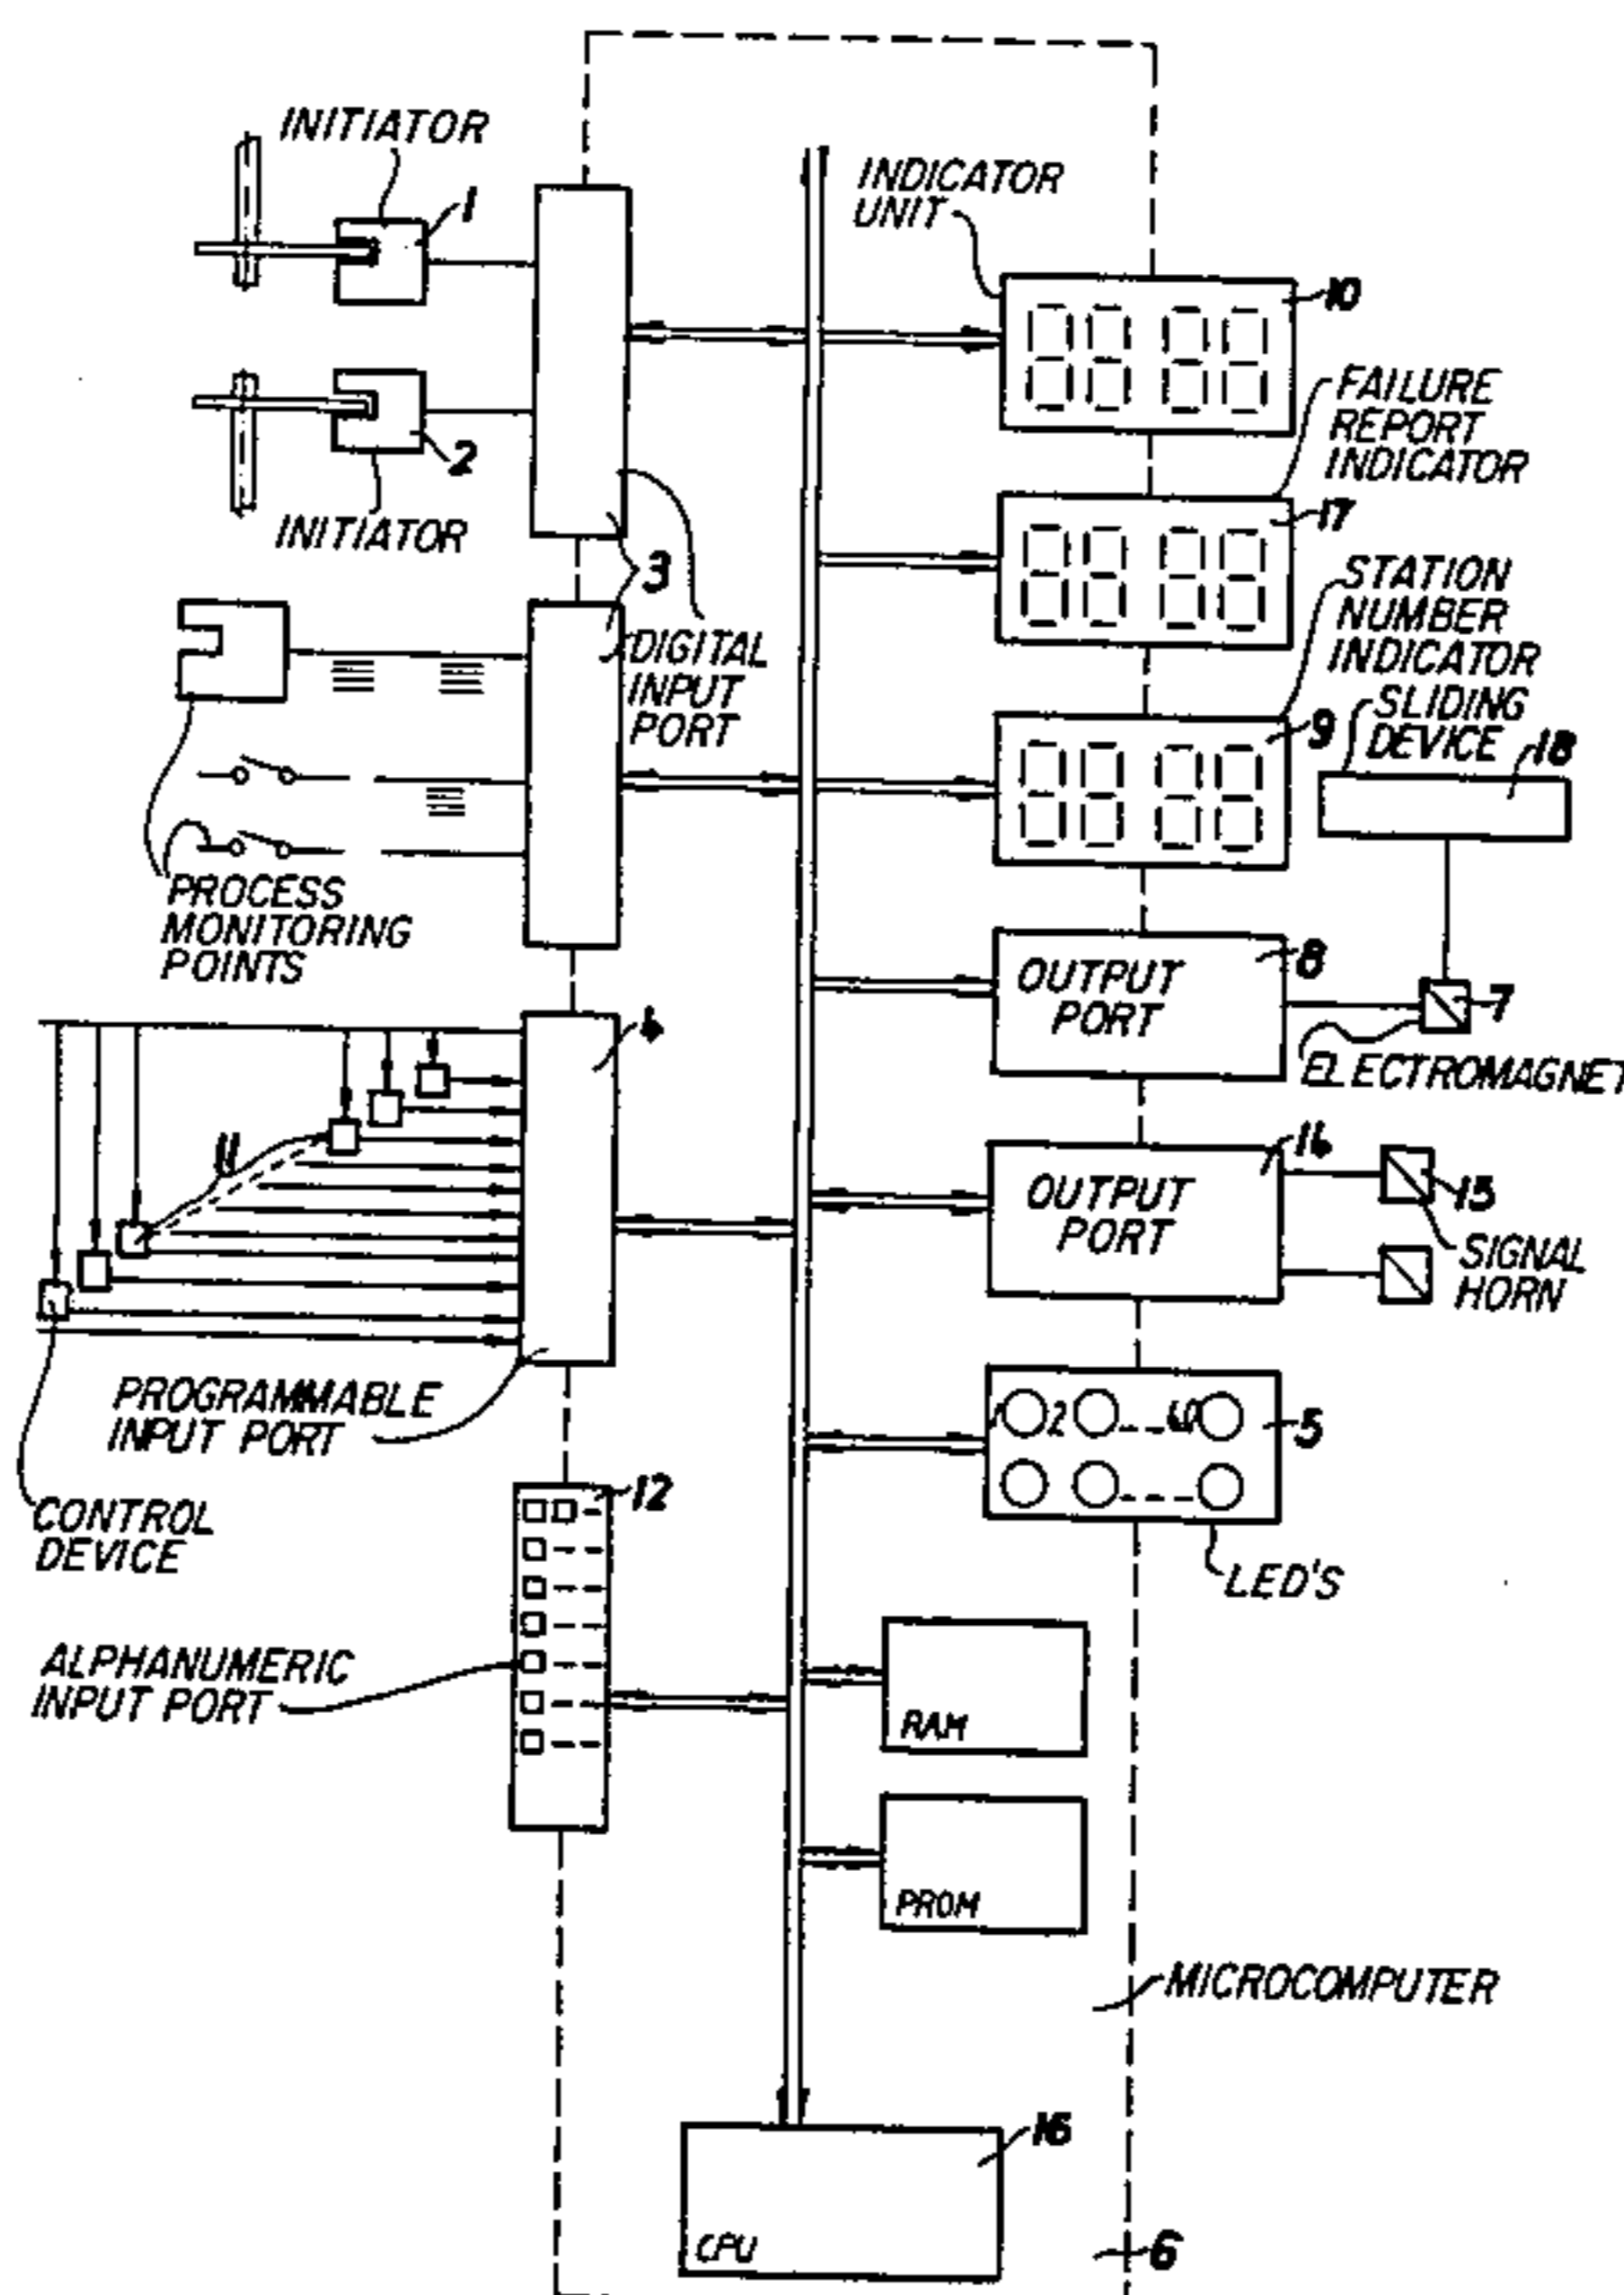 INITIATOR
1
INDICATOR
UNIT
10
2
INITIATOR
FAILURE
REPORT
INDICATOR
17
3
DIGITAL
INPUT
PORT
STATION
NUMBER
INDICATOR
9
SLIDING
DEVICE
18
PROCESS
MONITORING
POINTS
OUTPUT
PORT
8
7
ELECTROMAGNET
4
11
OUTPUT
PORT
14
15
SIGNAL
HORN
PROGRAMMABLE
INPUT PORT
2
60
5
CONTROL
DEVICE
12
LED'S
ALPHANUMERIC
INPUT PORT
RAM
PROM
MICROCOMPUTER
16
CPU
6